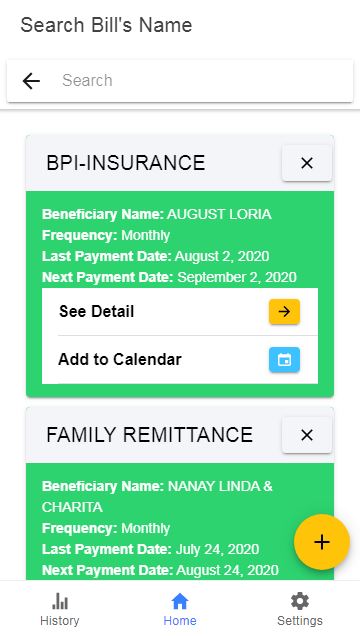 Search Bill's Name
Search
BPI-INSURANCE
Beneficiary Name: AUGUST LORIA
Frequency: Monthly
Last Payment Date: August 2, 2020
Next Payment Date: September 2, 2020
See Detail
Add to Calendar
FAMILY REMITTANCE
Beneficiary Name: NANAY LINDA &
CHARITA
Frequency: Monthly
Last Payment Date: July 24, 2020
Next Payment Date: August 24, 2020
History
Home
Settings